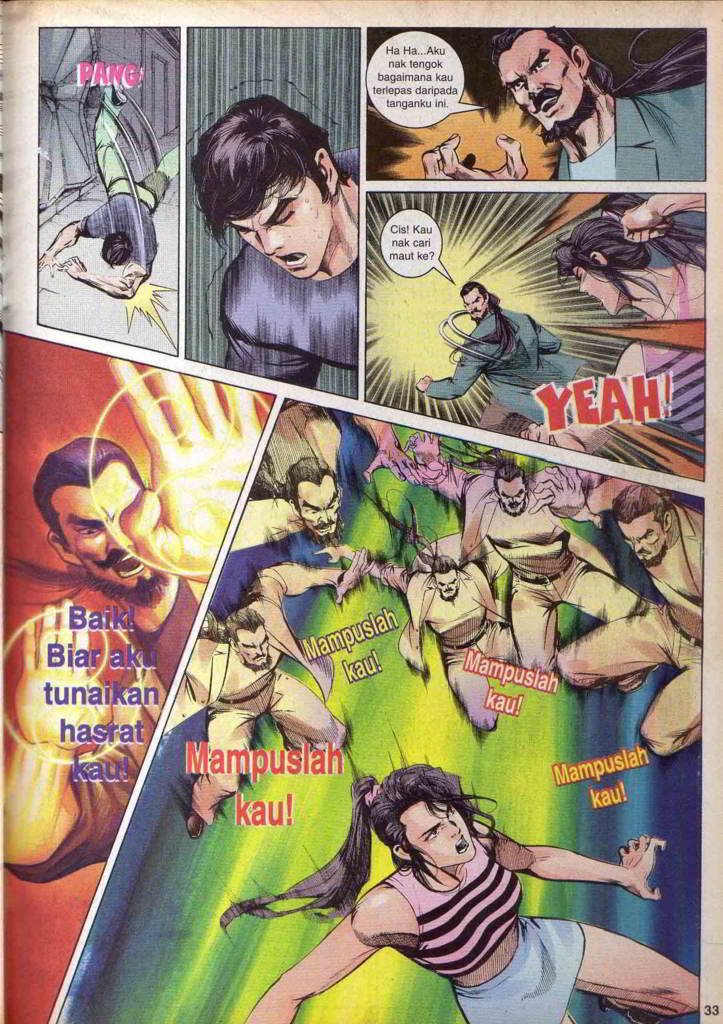 PANG!
Ha Ha...Aku
nak tengok
bagaimana kau
terlepas daripada
tanganku ini.
Cis! Kau
nak cari
maut ke?
YEAH!
Baik!
Biar aku
tunaikan
hasrat
kau!
Mampuslah
kau!
Mampuslah
kau!
Mampuslah
kau!
Mampuslah
kau!
33